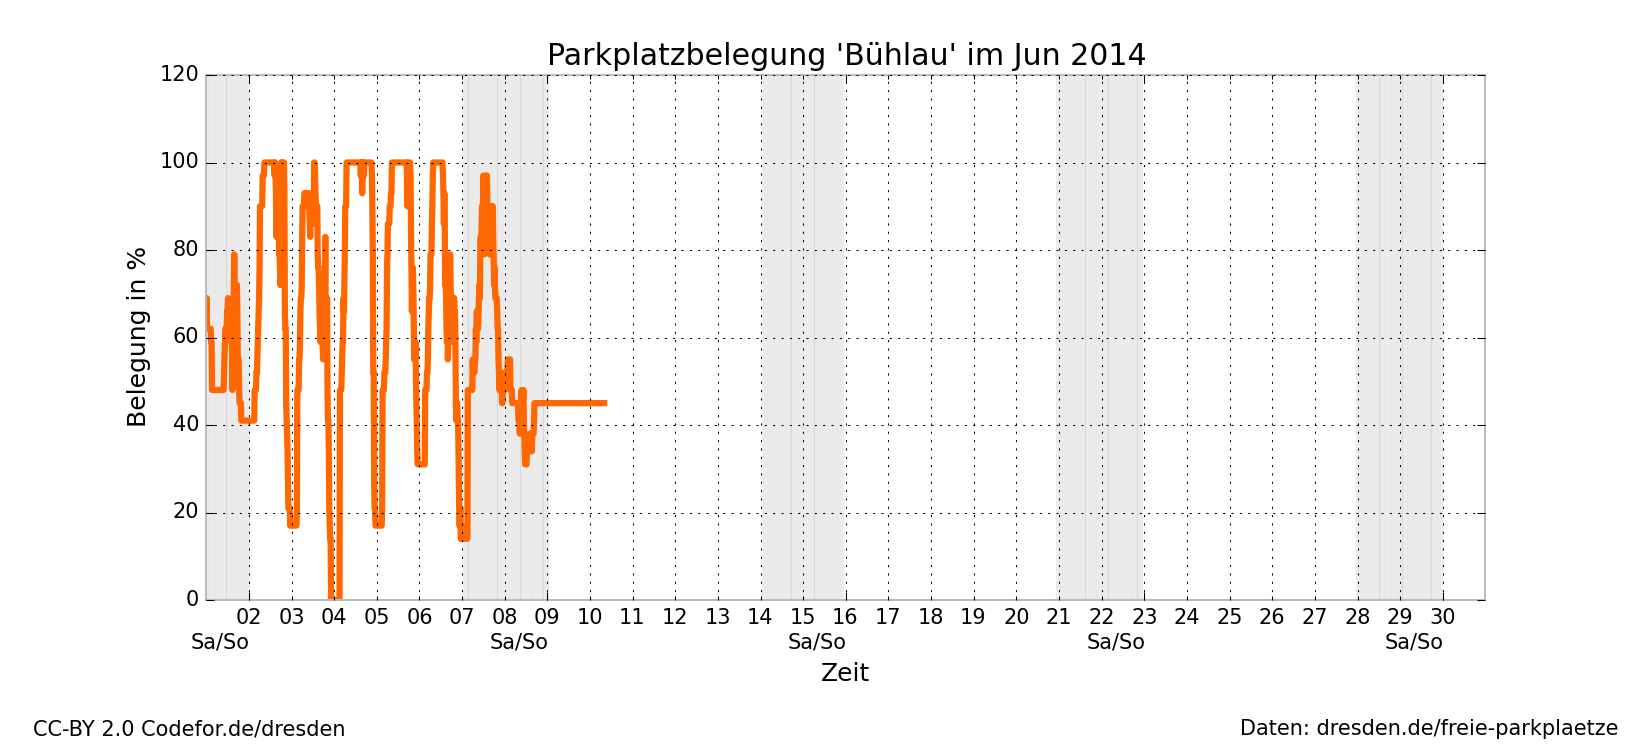 Parkplatzbelegung 'Bühlau' im Jun 2014
120
100
80
60
40
20
0
Belegung in %
02 03 04 05 06 07 08 09 10 11 12 13 14 15 16 17 18 19 20 21 22 23 24 25 26 27 28 29 30
Sa/So Sa/So Sa/So Sa/So Sa/So
Zeit
CC-BY 2.0 Codefor.de/dresden
Daten: dresden.de/freie-parkplaetze